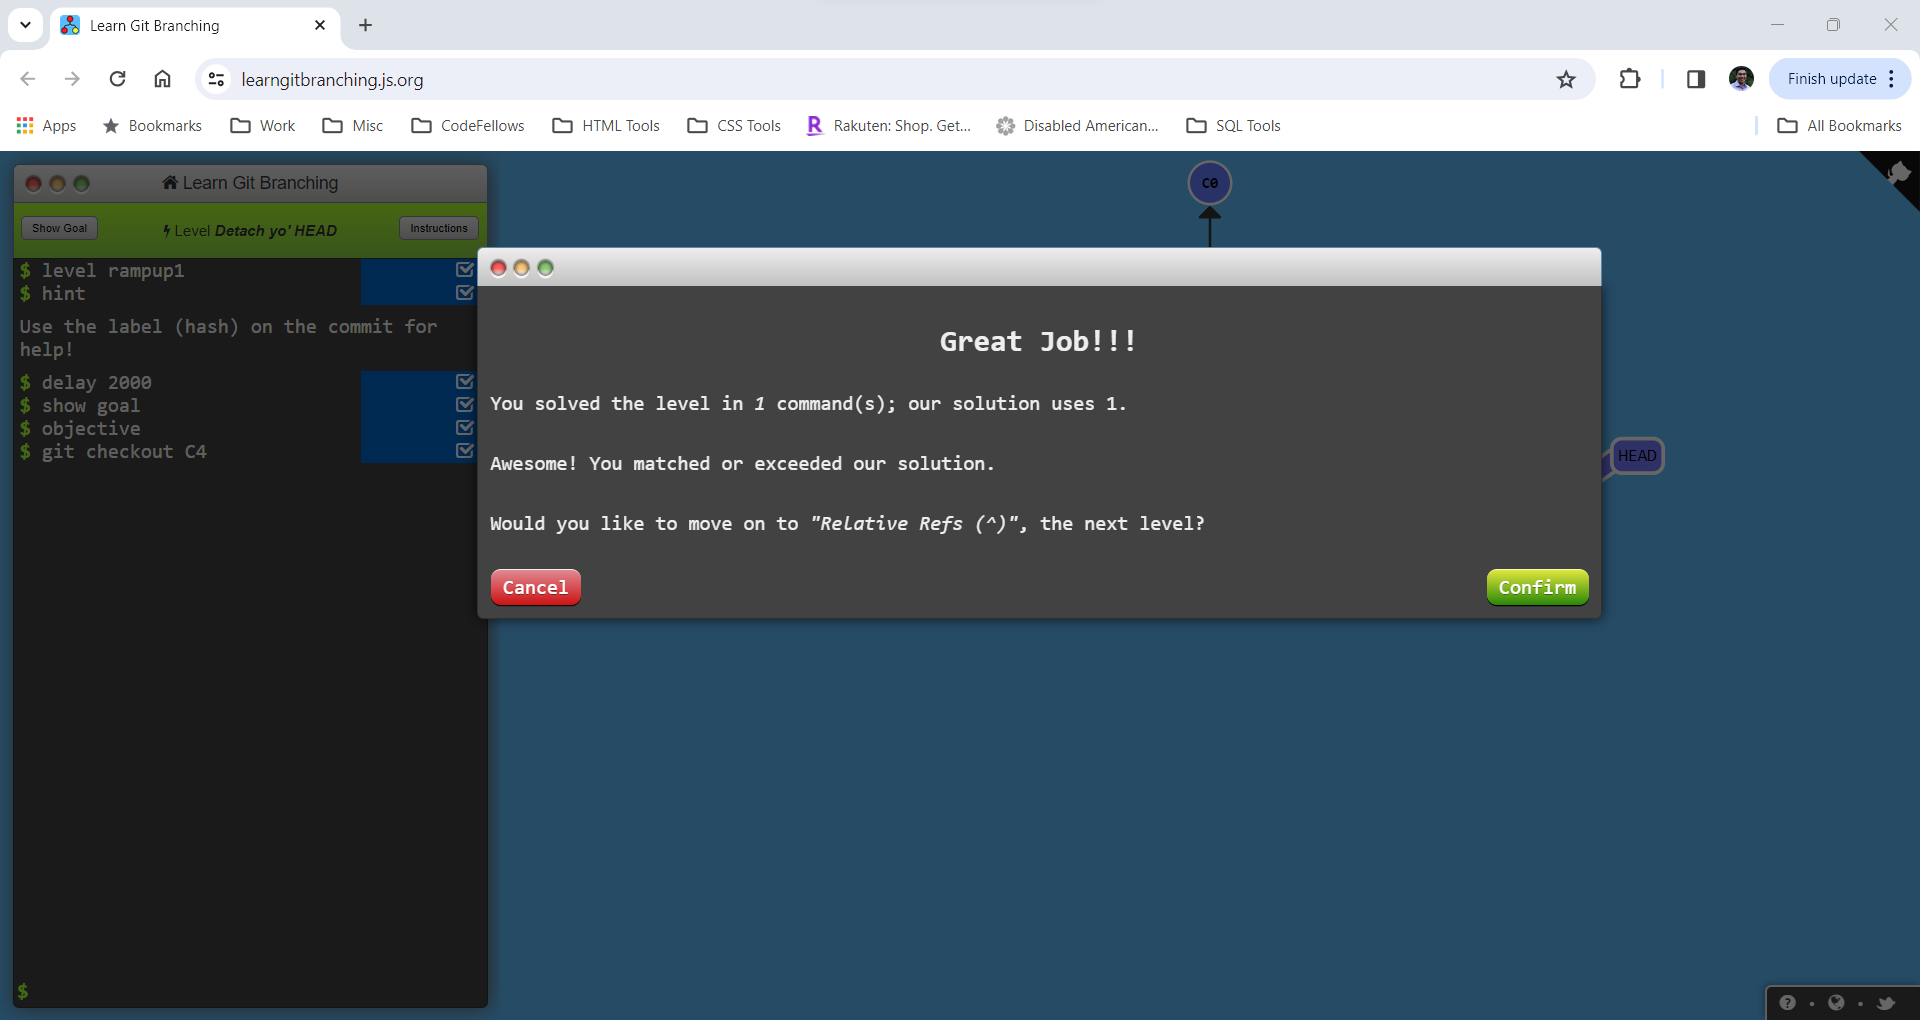 Learn Git Branching
learngitbranching.js.org
Finish update
Apps
Bookmarks
Work
Misc
CodeFellows
HTML Tools
CSS Tools
Rakuten: Shop. Get...
Disabled American...
SQL Tools
All Bookmarks
Learn Git Branching
Show Goal
Level Detach yo' HEAD
Instructions
$ level rampup1
$ hint
Use the label (hash) on the commit for
help!
$ delay 2000
$ show goal
$ objective
$ git checkout C4
$
C0
HEAD
Great Job!!!
You solved the level in 1 command(s); our solution uses 1.
Awesome! You matched or exceeded our solution.
Would you like to move on to "Relative Refs (^)", the next level?
Cancel
Confirm